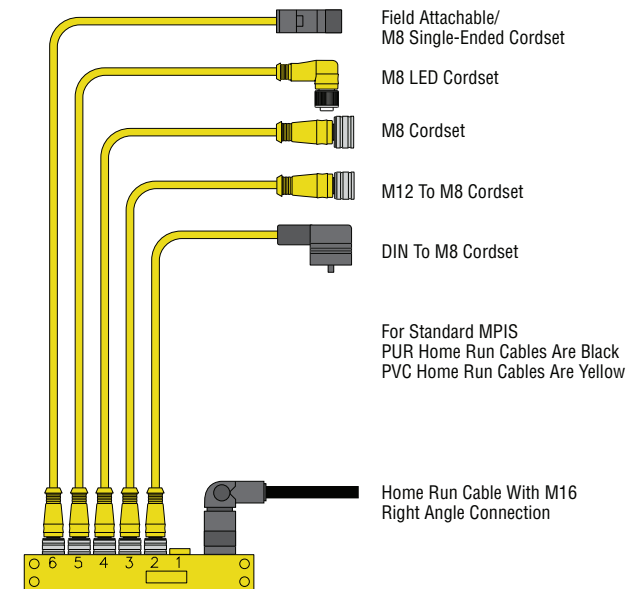 Field Attachable/
M8 Single-Ended Cordset
M8 LED Cordset
M8 Cordset
M12 To M8 Cordset
DIN To M8 Cordset
For Standard MPIS
PUR Home Run Cables Are Black
PVC Home Run Cables Are Yellow
Home Run Cable With M16
Right Angle Connection
6 5 4 3 2 1